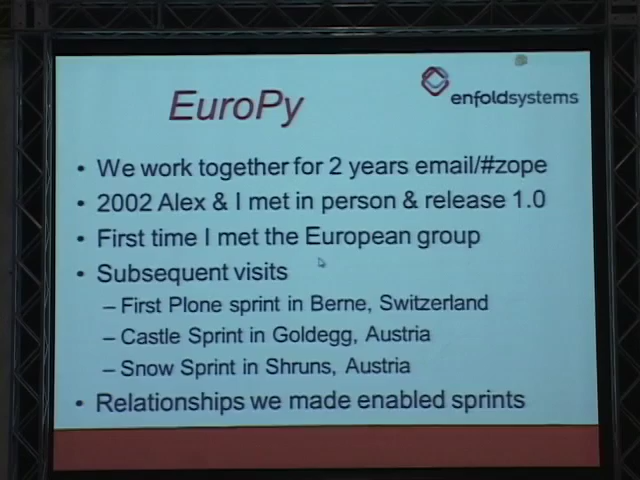 EuroPy
enfoldsystems
• We work together for 2 years email/#zope
• 2002 Alex & I met in person & release 1.0
• First time I met the European group
• Subsequent visits
– First Plone sprint in Berne, Switzerland
– Castle Sprint in Goldegg, Austria
– Snow Sprint in Shruns, Austria
• Relationships we made enabled sprints